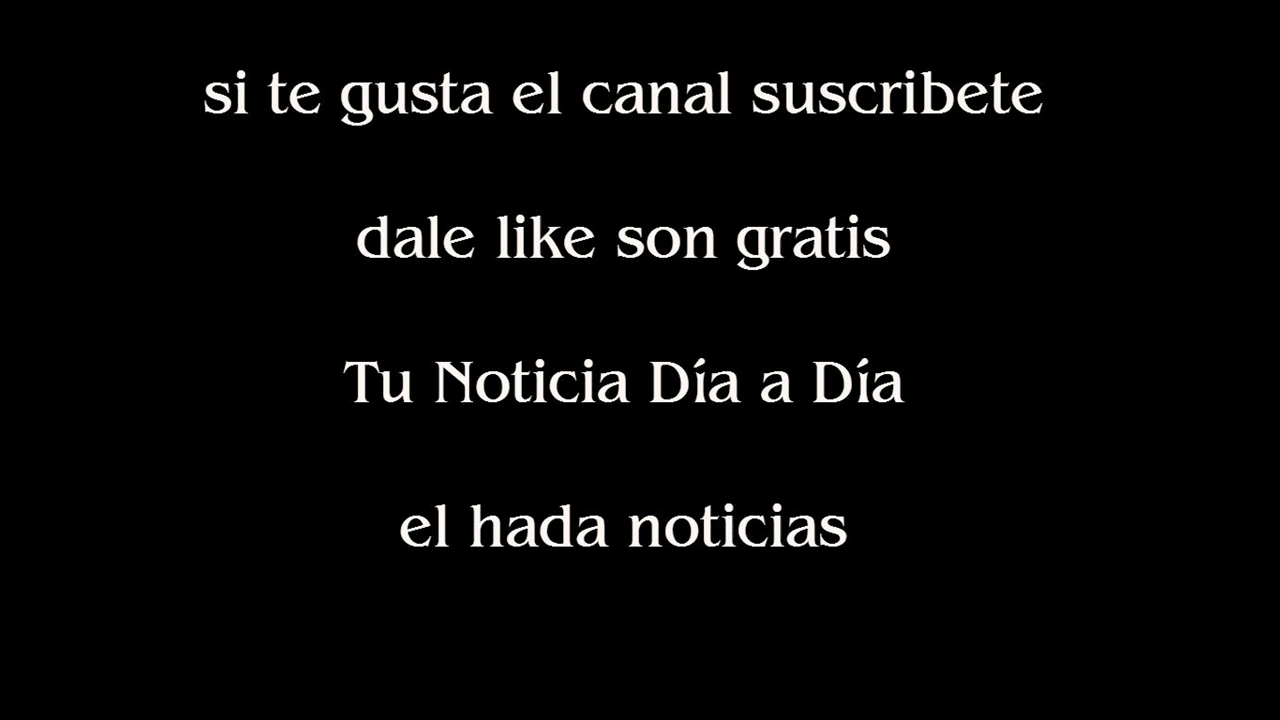 si te gusta el canal suscribete
dale like son gratis
Tu Noticia Día a Día
el hada noticias